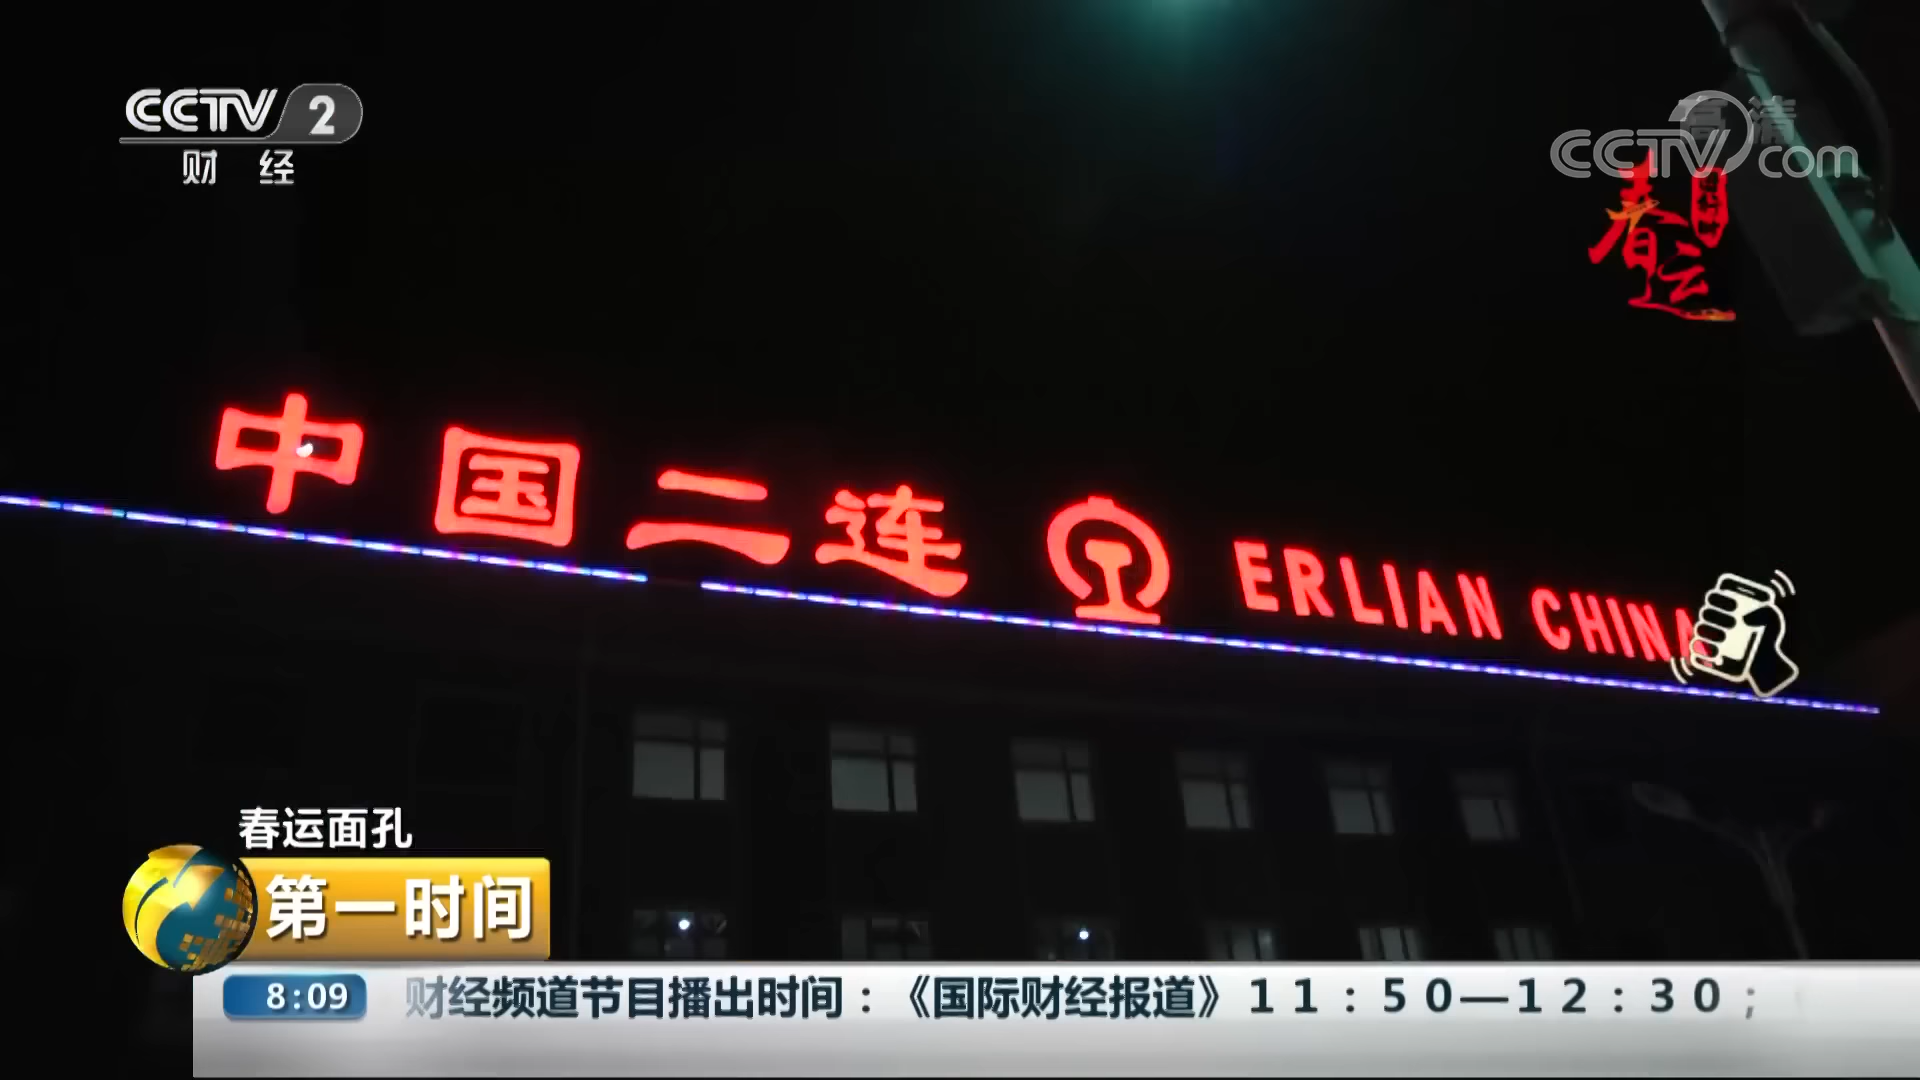 CCTV 2
财 经
高清
CCTV com
春运
中国二连 ERLIAN CHINA
春运面孔
第一时间
8:09 财经频道节目播出时间：《国际财经报道》11：50—12：30；